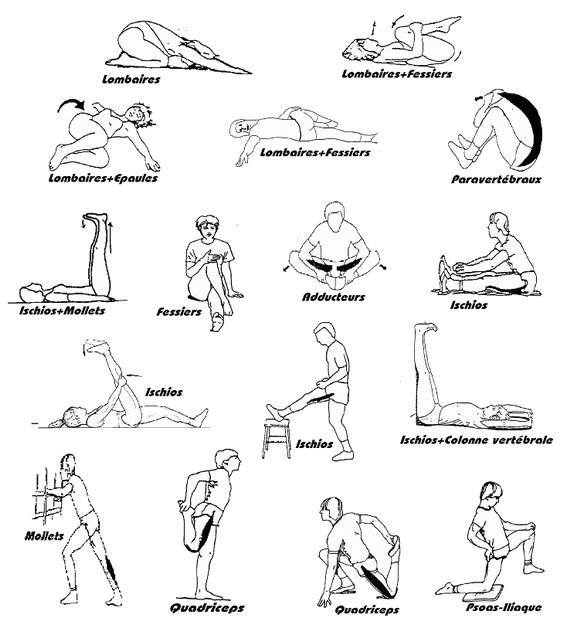 Lombaires
Lombaires+Fessiers
Lombaires+Epaules
Lombaires+Fessiers
Paravertébraux
Ischios+Mollets
Fessiers
Adducteurs
Ischios
Ischios
Ischios
Ischios+Colonne vertébrale
Mollets
Quadriceps
Quadriceps
Psoas-Iliaque